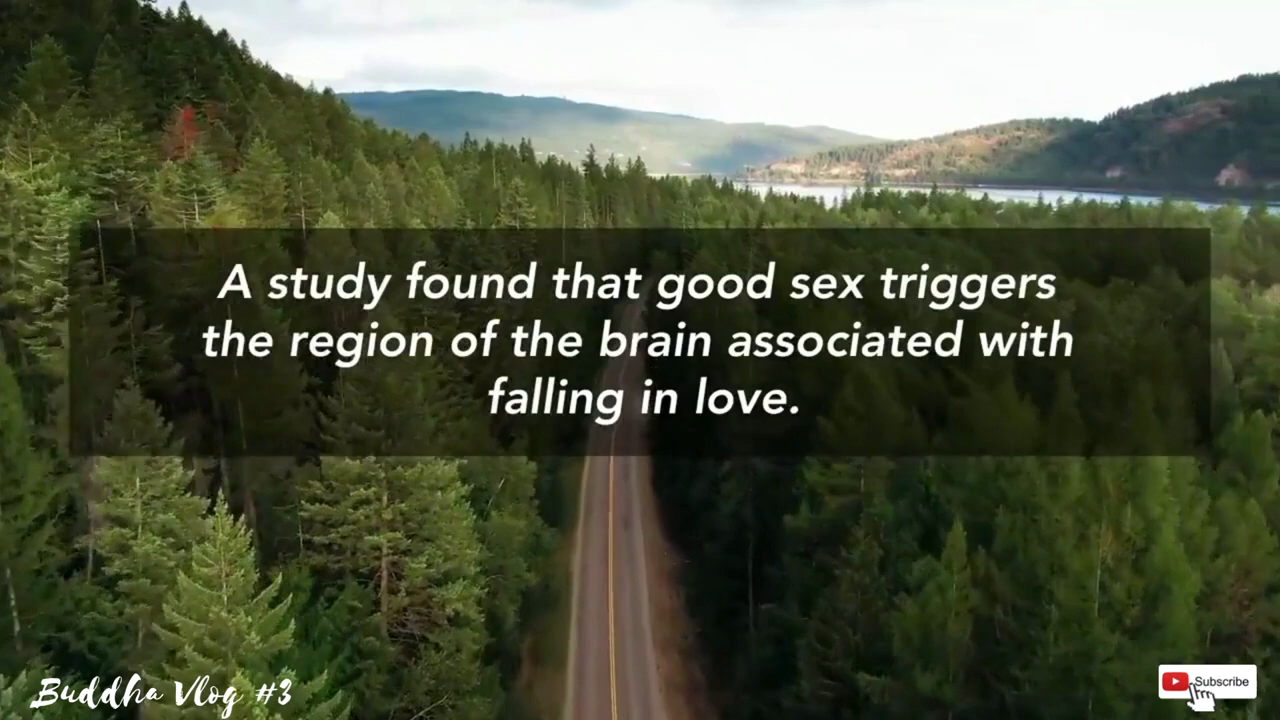 A study found that good sex triggers
the region of the brain associated with
falling in love.
Buddha Vlog #3
Subscribe